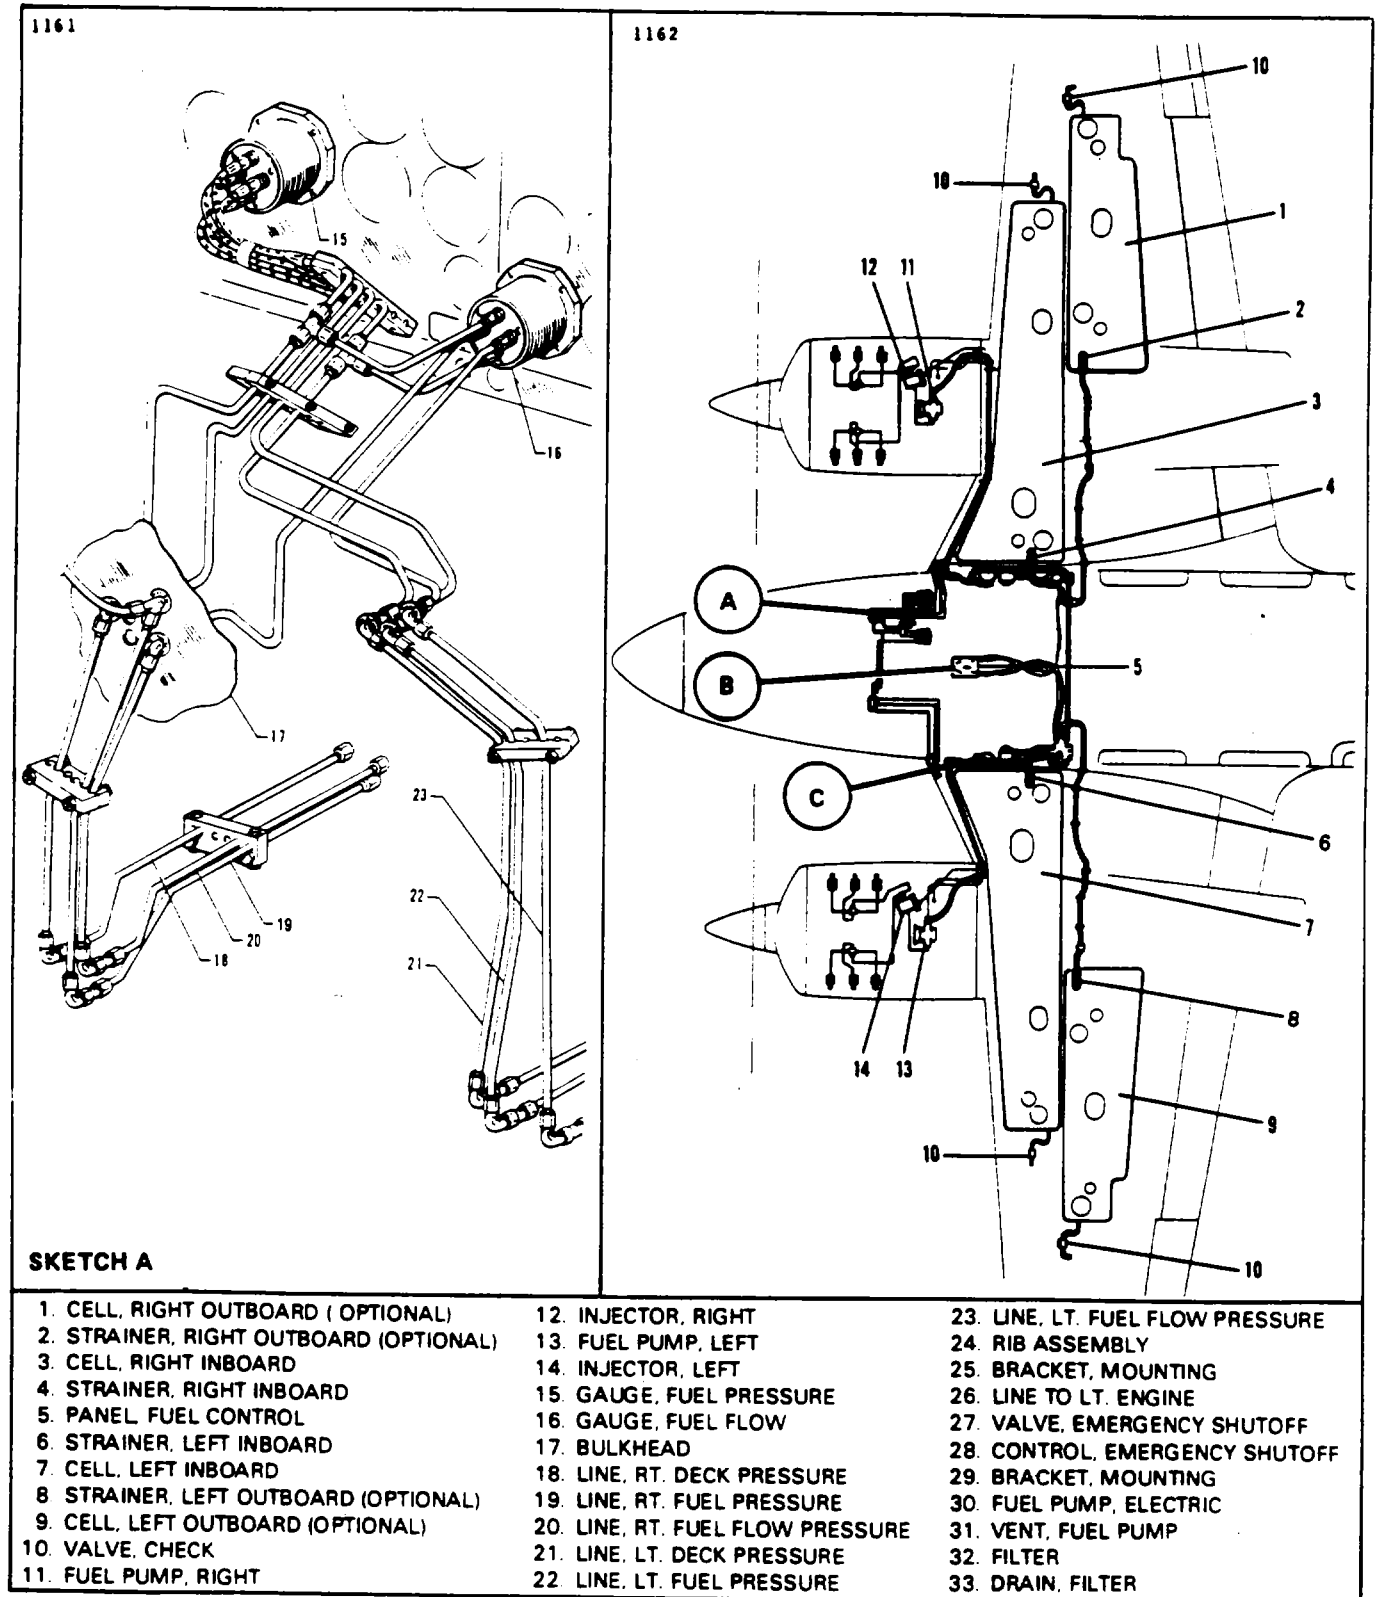 1161
15
16
17
23
22
19
20
18
21
SKETCH A
1162
10
10
1
12 11
2
3
4
A
5
B
C
6
7
8
14 13
9
10
10
1. CELL, RIGHT OUTBOARD ( OPTIONAL)
2. STRAINER, RIGHT OUTBOARD (OPTIONAL)
3. CELL, RIGHT INBOARD
4. STRAINER, RIGHT INBOARD
5. PANEL FUEL CONTROL
6. STRAINER, LEFT INBOARD
7. CELL, LEFT INBOARD
8 STRAINER, LEFT OUTBOARD (OPTIONAL)
9. CELL, LEFT OUTBOARD (OPTIONAL)
10. VALVE, CHECK
11. FUEL PUMP, RIGHT
12. INJECTOR, RIGHT
13. FUEL PUMP, LEFT
14. INJECTOR, LEFT
15. GAUGE, FUEL PRESSURE
16. GAUGE, FUEL FLOW
17. BULKHEAD
18. LINE, RT. DECK PRESSURE
19. LINE, RT. FUEL PRESSURE
20. LINE, RT. FUEL FLOW PRESSURE
21. LINE, LT. DECK PRESSURE
22. LINE, LT. FUEL PRESSURE
23. LINE, LT. FUEL FLOW PRESSURE
24. RIB ASSEMBLY
25. BRACKET, MOUNTING
26. LINE TO LT. ENGINE
27. VALVE, EMERGENCY SHUTOFF
28. CONTROL, EMERGENCY SHUTOFF
29. BRACKET, MOUNTING
30. FUEL PUMP, ELECTRIC
31. VENT, FUEL PUMP
32. FILTER
33. DRAIN, FILTER